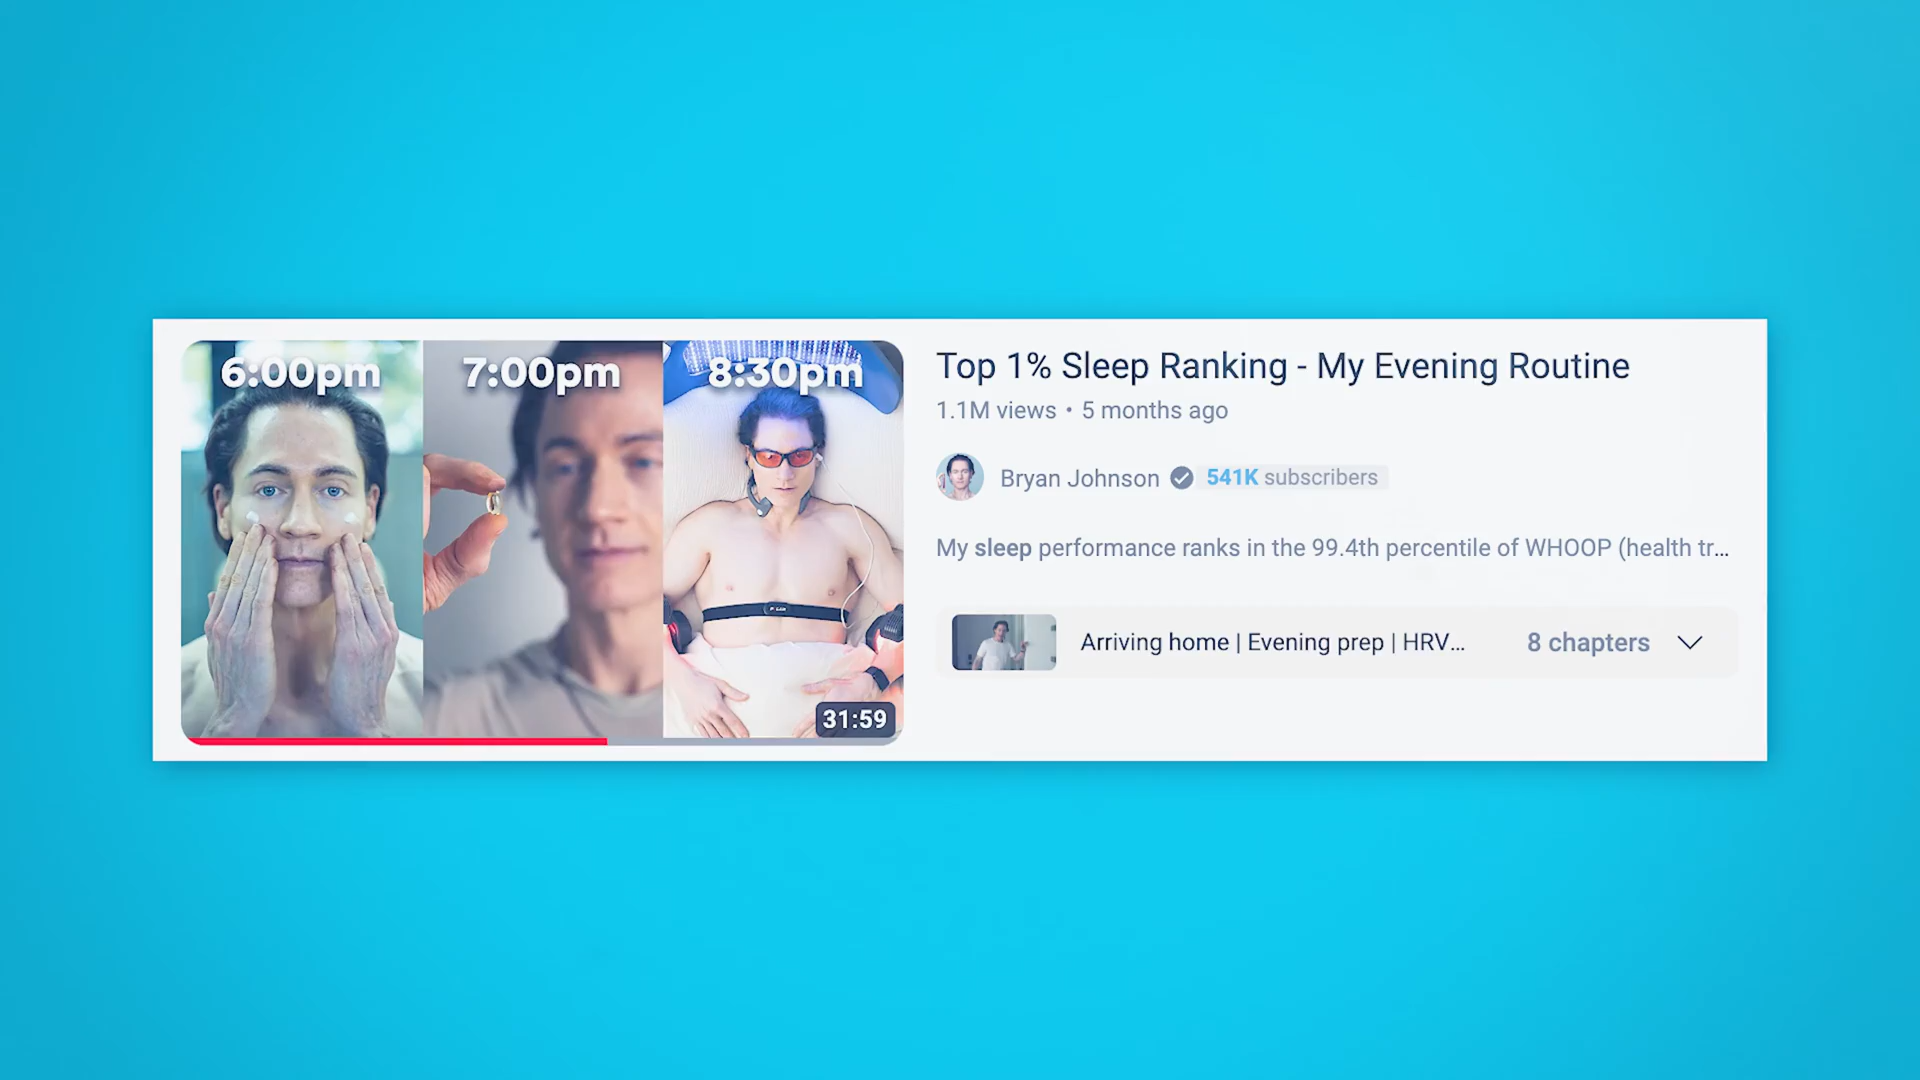 6:00pm
7:00pm
8:30pm
31:59
Top 1% Sleep Ranking - My Evening Routine
1.1M views • 5 months ago
Bryan Johnson 541K subscribers
My sleep performance ranks in the 99.4th percentile of WHOOP (health tr...
Arriving home | Evening prep | HRV... 8 chapters